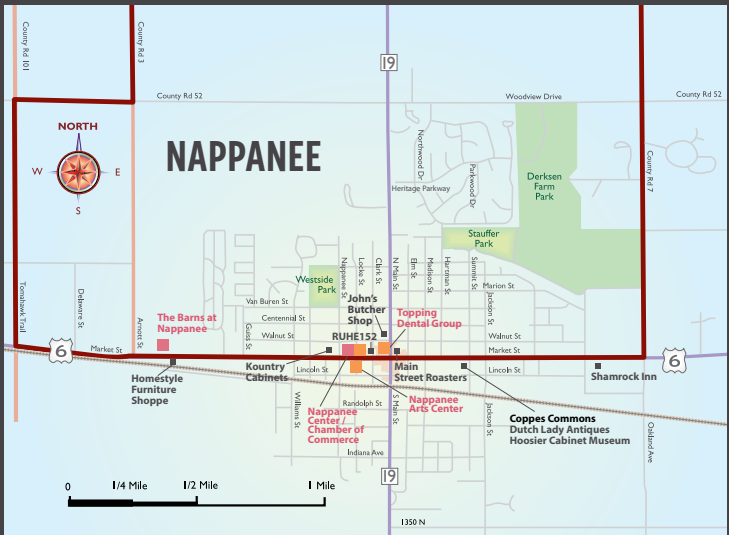 County Rd 101
County Rd 3
19
County Rd 52
Woodview Drive
County Rd 52
NORTH
W
E
S
NAPPANEE
Northwood Dr
Parkwood Dr
County Rd 7
Heritage Parkway
Derksen
Farm
Park
Stauffer
Park
Tomahawk Trail
Delaware St
Arnott St
Westside
Park
Nappanee St
Locke St
Clark St
N Main St
Elm St
Madison St
Hartman St
Summit St
Marion St
Jackson St
Van Buren St
Centennial St
Guiss St
Walnut St
John's
Butcher
Shop
Topping
Dental Group
Walnut St
The Barns at
Nappanee
RUHE152
6
Market St
Market St
6
Kountry
Cabinets
Lincoln St
Main
Street Roasters
Lincoln St
Shamrock Inn
Homestyle
Furniture
Shoppe
Williams St
Randolph St
S Main St
Nappanee
Arts Center
Nappanee
Center /
Chamber of
Commerce
Jackson St
Coppes Commons
Dutch Lady Antiques
Hoosier Cabinet Museum
Oakland Ave
Indiana Ave
19
0
1/4 Mile
1/2 Mile
1 Mile
1350 N